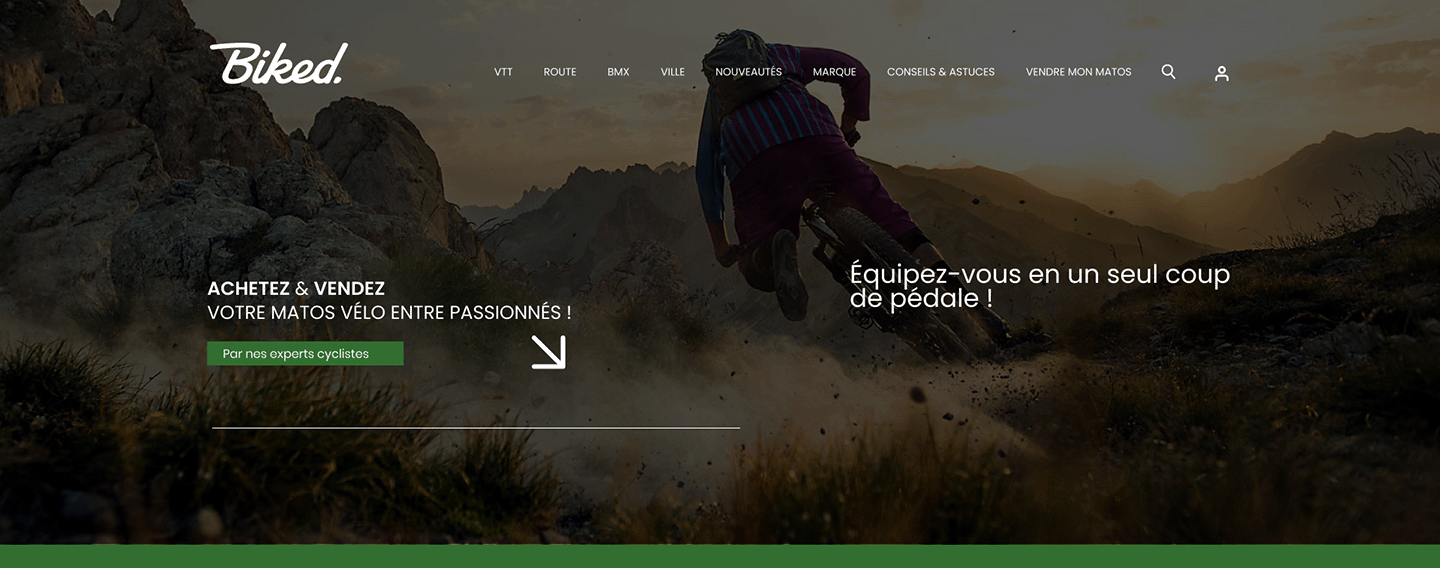 Biked.
VTT ROUTE BMX VILLE NOUVEAUTÉS MARQUE CONSEILS & ASTUCES VENDRE MON MATOS
ACHETEZ & VENDEZ
VOTRE MATOS VÉLO ENTRE PASSIONNÉS !
Par nes experts cyclistes
Équipez-vous en un seul coup
de pédale !